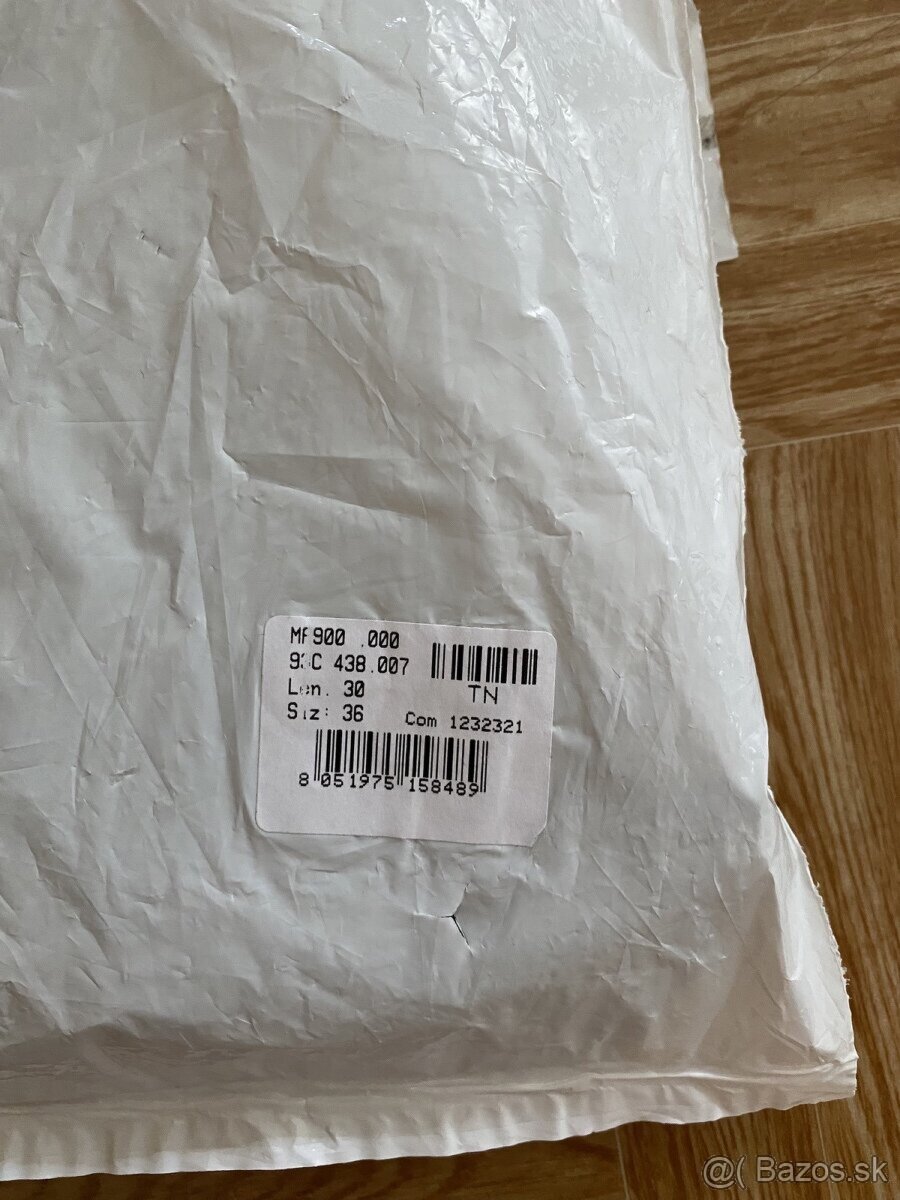 MF900 .000
93C 438.007
Len. 30
TN
Siz: 36
Com 1232321
8 051975 158489
@( Bazos.sk